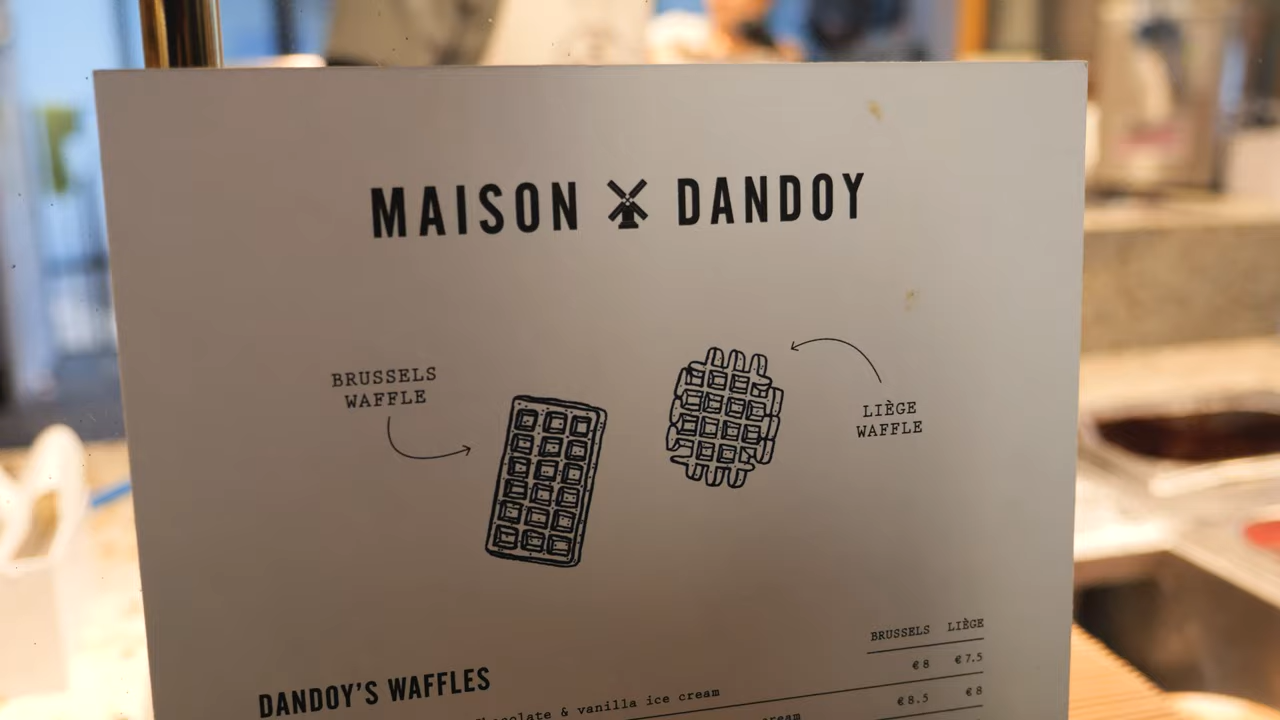 MAISON DANDOY
BRUSSELS
WAFFLE
LIÈGE
WAFFLE
BRUSSELS LIÈGE
DANDOY'S WAFFLES
€8 €7.5
chocolate & vanilla ice cream
€8.5 €8
cream